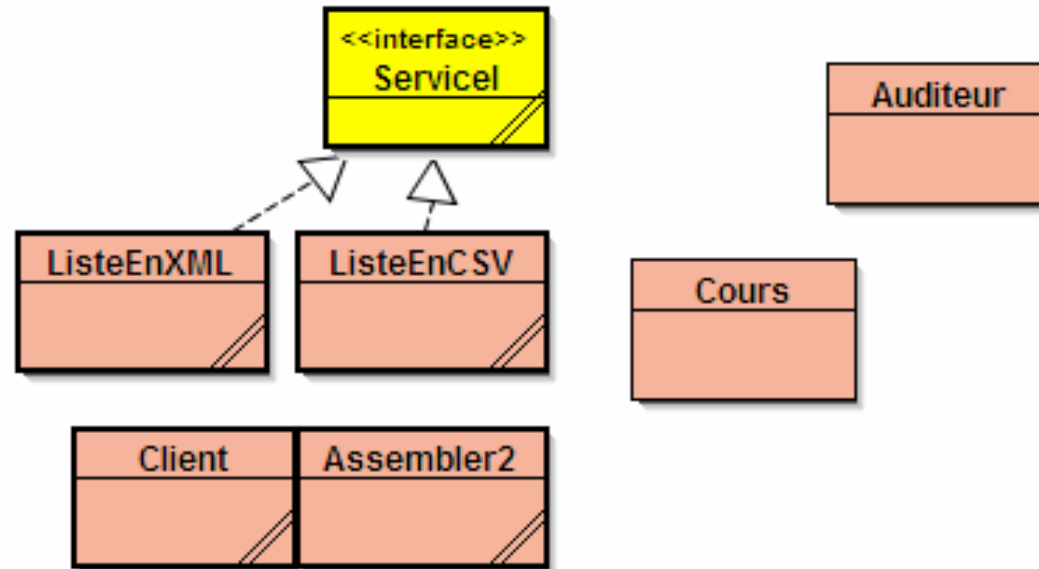 <<interface>>
ServiceI
Auditeur
ListeEnXML
ListeEnCSV
Cours
Client
Assembler2